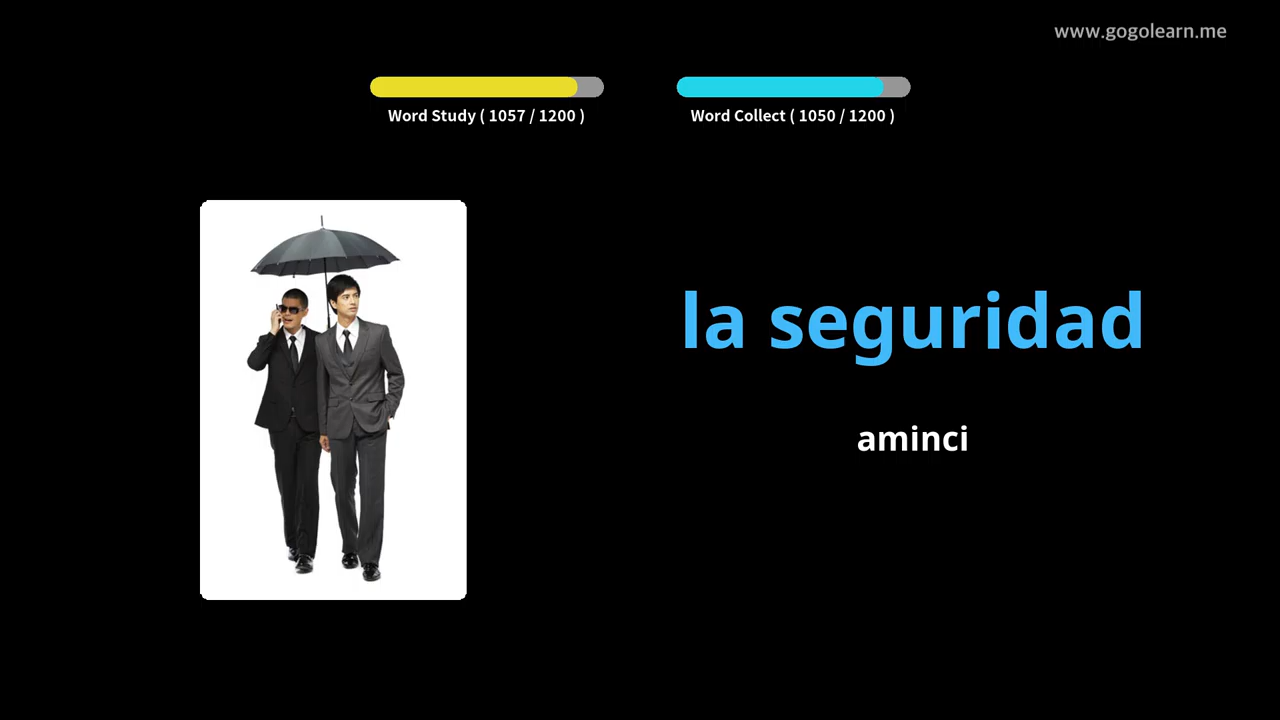 www.gogolearn.me
Word Study ( 1057 / 1200 )
Word Collect ( 1050 / 1200 )
la seguridad
aminci